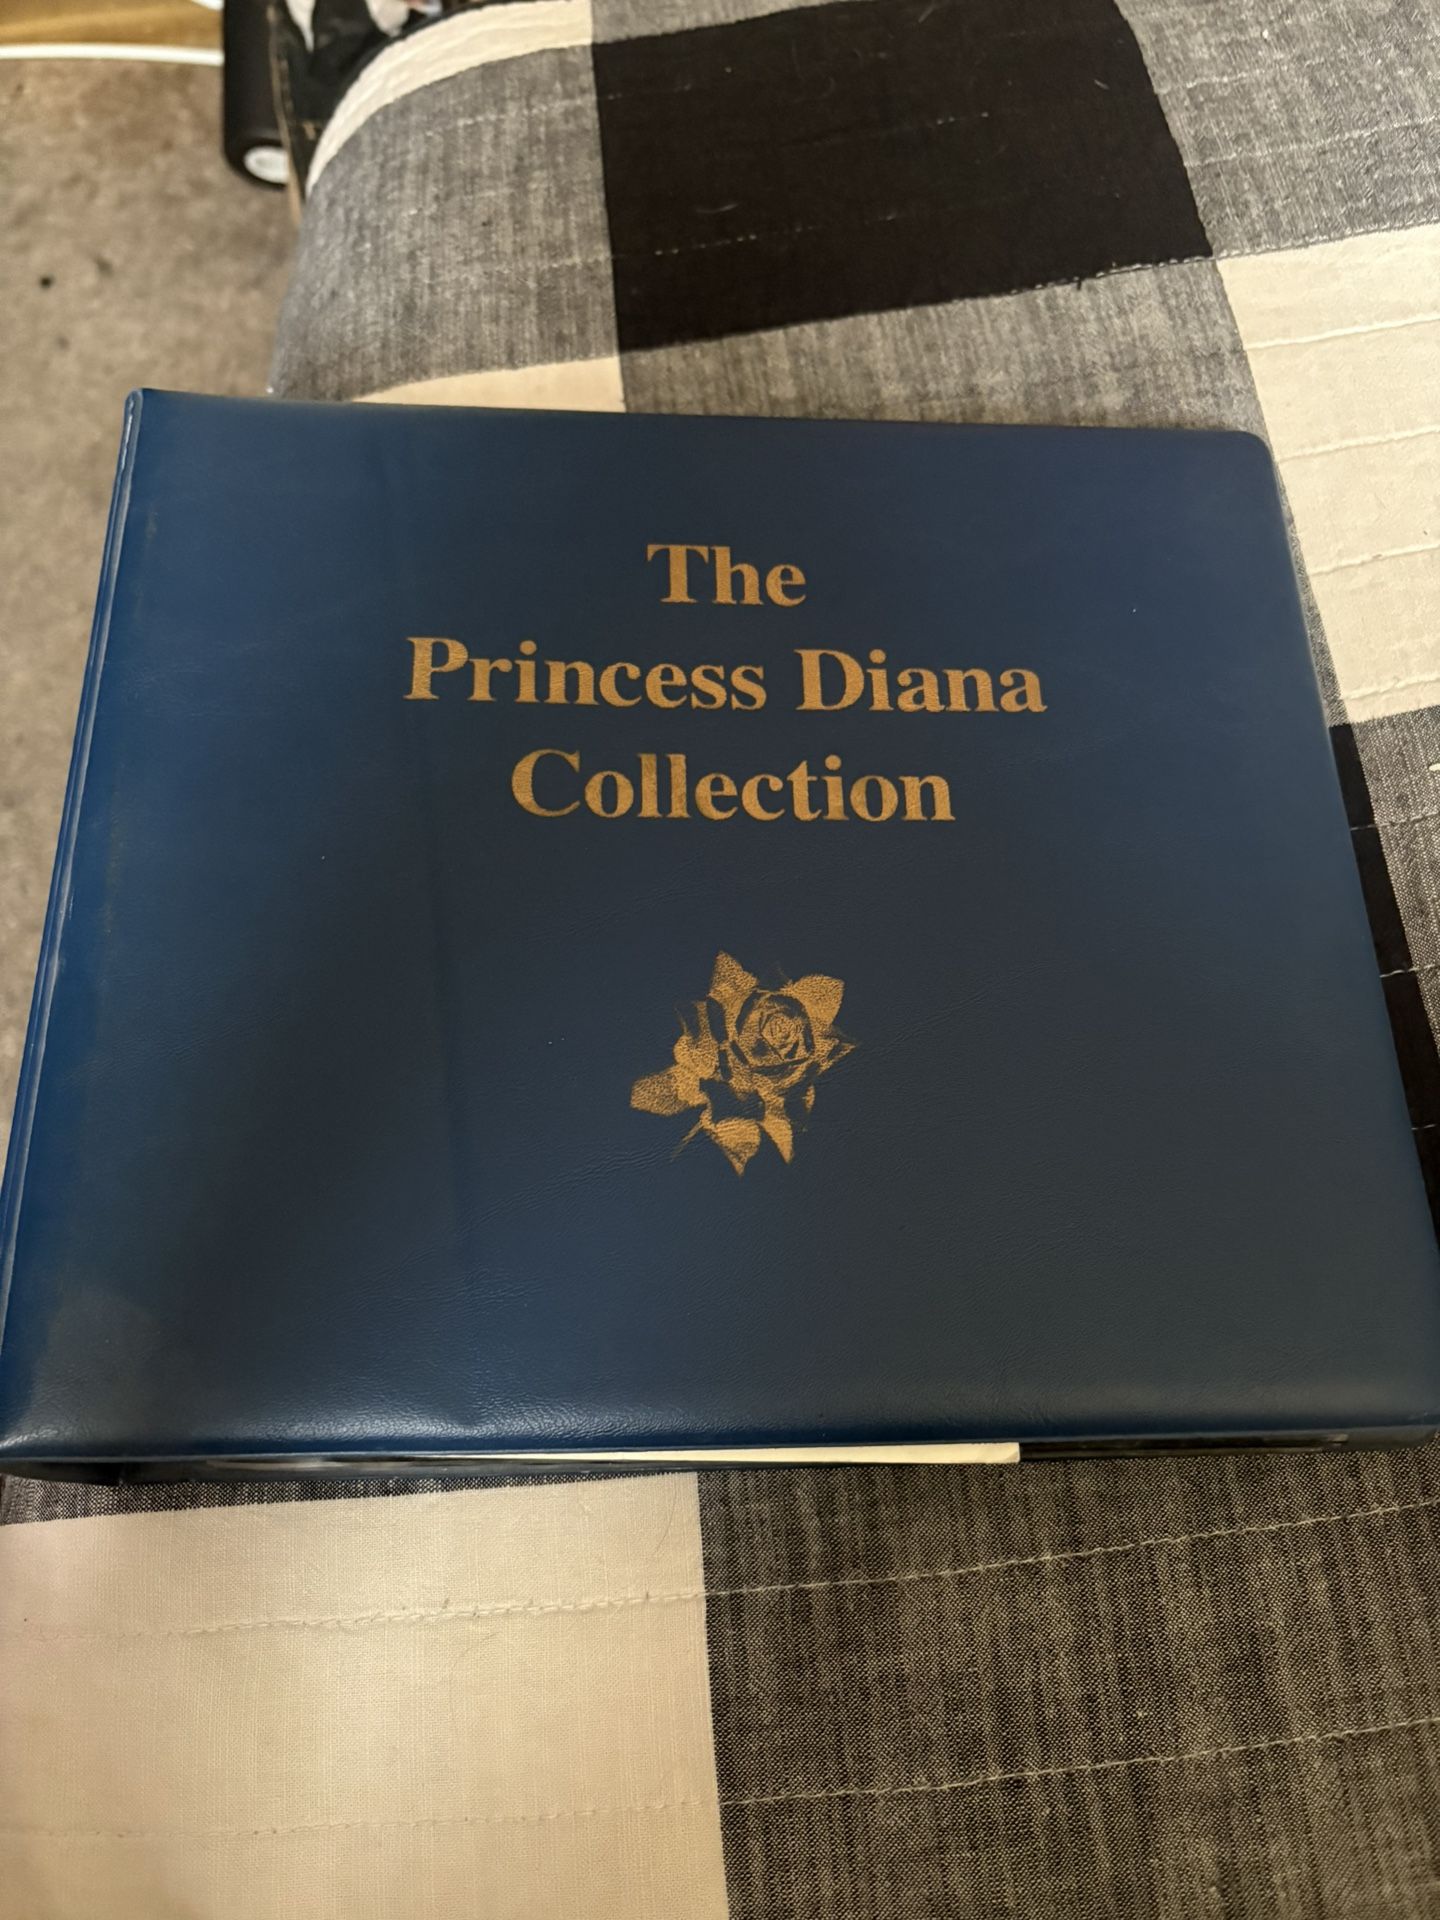 The
Princess Diana
Collection